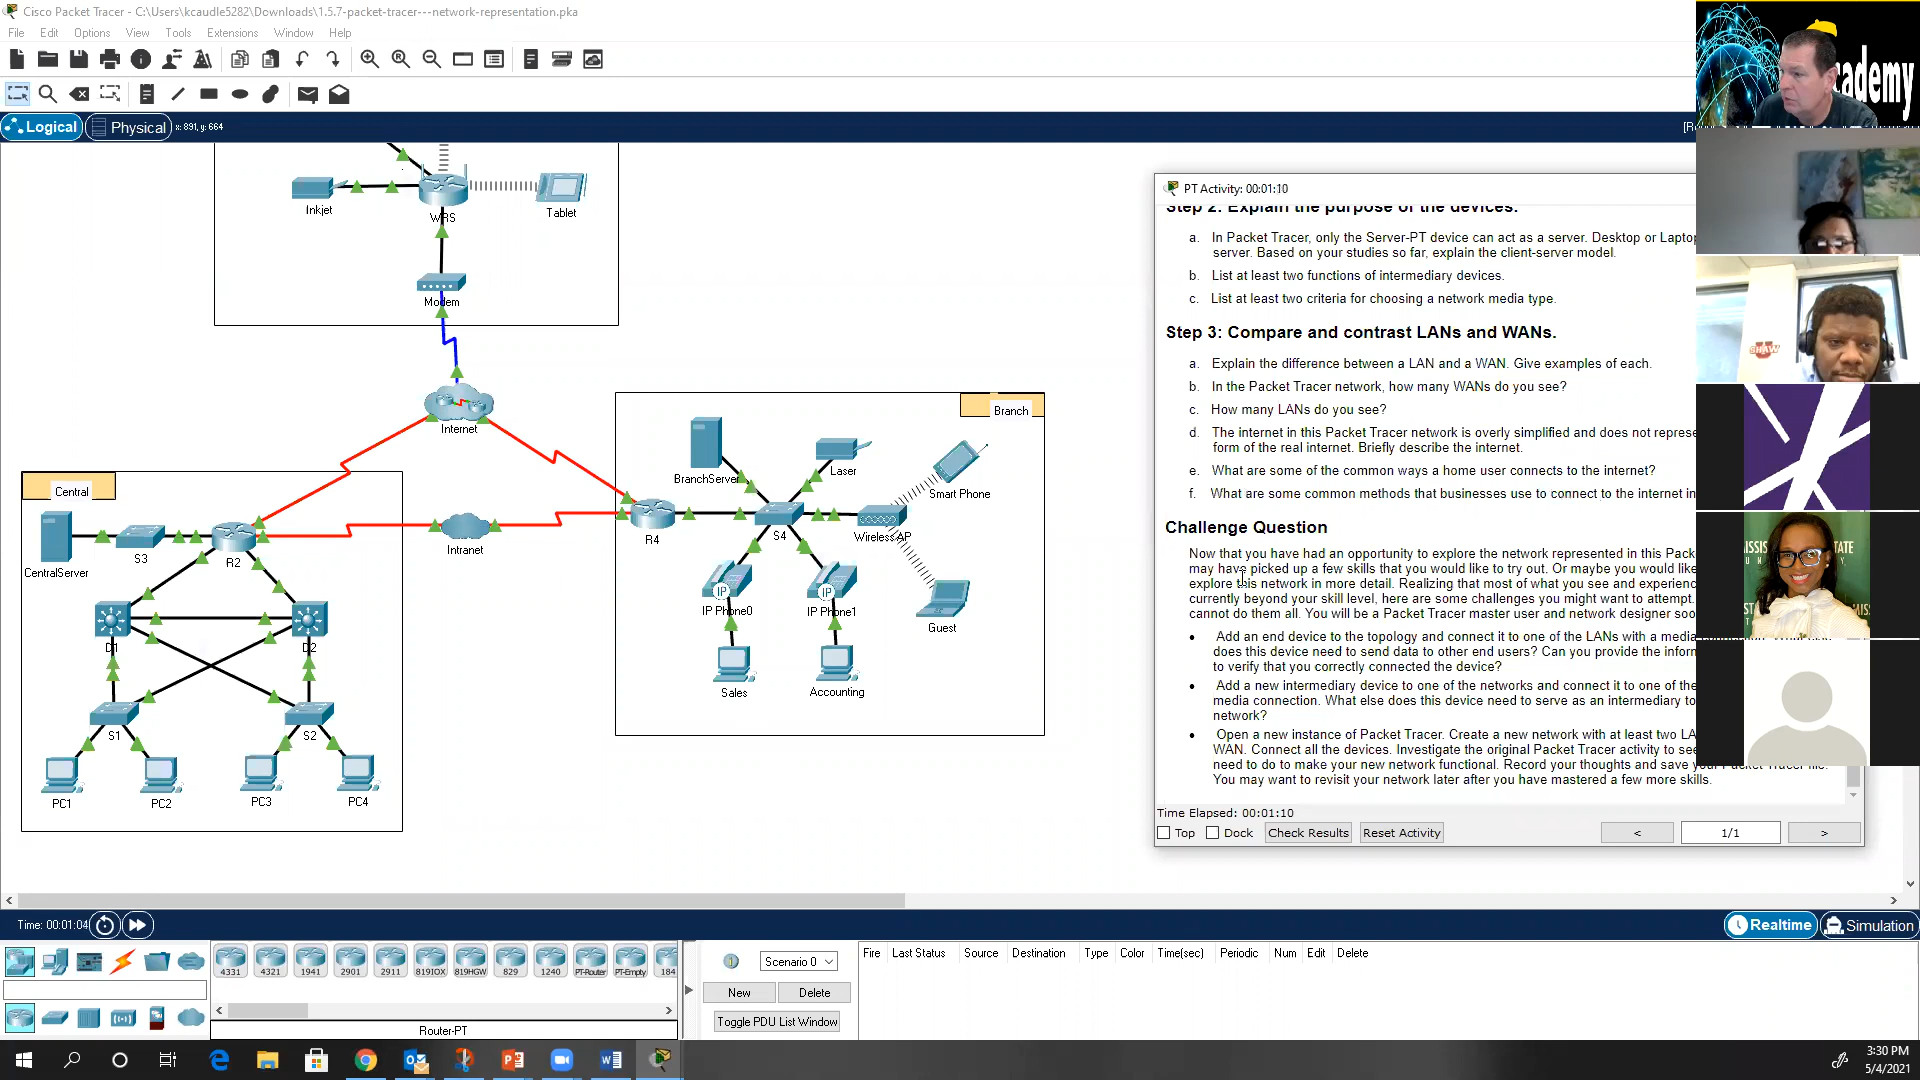 Cisco Packet Tracer - C:\Users\kcaudle5282\Downloads\1.5.7-packet-tracer---network-representation.pka
File Edit Options View Tools Extensions Window Help
Logical Physical x: 891, y: 664
Inkjet
WRS
Tablet
Modem
Internet
Branch
BranchServer
Laser
Smart Phone
Central
CentralServer
S3
R2
Intranet
R4
S4
Wireless AP
IP
IP Phone0
IP
IP Phone1
Guest
D1
D2
Sales
Accounting
S1
S2
PC1
PC2
PC3
PC4
PT Activity: 00:01:10
Step 2: Explain the purpose of the devices.
a. In Packet Tracer, only the Server-PT device can act as a server. Desktop or Lapto
server. Based on your studies so far, explain the client-server model.
b. List at least two functions of intermediary devices.
c. List at least two criteria for choosing a network media type.
Step 3: Compare and contrast LANs and WANs.
a. Explain the difference between a LAN and a WAN. Give examples of each.
b. In the Packet Tracer network, how many WANs do you see?
c. How many LANs do you see?
d. The internet in this Packet Tracer network is overly simplified and does not represe
form of the real internet. Briefly describe the internet.
e. What are some of the common ways a home user connects to the internet?
f. What are some common methods that businesses use to connect to the internet in
Challenge Question
Now that you have had an opportunity to explore the network represented in this Pack
may have picked up a few skills that you would like to try out. Or maybe you would like
explore this network in more detail. Realizing that most of what you see and experienc
currently beyond your skill level, here are some challenges you might want to attempt.
cannot do them all. You will be a Packet Tracer master user and network designer soo
• Add an end device to the topology and connect it to one of the LANs with a media
does this device need to send data to other end users? Can you provide the inforn
to verify that you correctly connected the device?
• Add a new intermediary device to one of the networks and connect it to one of the
media connection. What else does this device need to serve as an intermediary to
network?
• Open a new instance of Packet Tracer. Create a new network with at least two LA
WAN. Connect all the devices. Investigate the original Packet Tracer activity to see
need to do to make your new network functional. Record your thoughts and save your Packet Tracer file.
You may want to revisit your network later after you have mastered a few more skills.
Time Elapsed: 00:01:10
Top Dock Check Results Reset Activity < 1/1 >
ademy
SHAW
Time: 00:01:04
Realtime Simulation
4331 4321 1941 2901 2911 819IOX 819HGW 829 1240 PT-Router PT-Empty 184
Router-PT
Scenario 0
New Delete
Toggle PDU List Window
Fire Last Status Source Destination Type Color Time(sec) Periodic Num Edit Delete
3:30 PM
5/4/2021